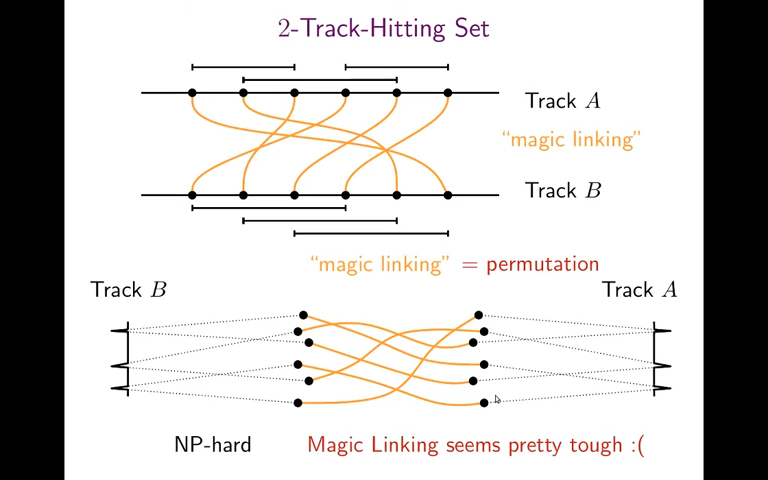 2-Track-Hitting Set
Track A
“magic linking”
Track B
“magic linking” = permutation
Track B
Track A
NP-hard
Magic Linking seems pretty tough :(